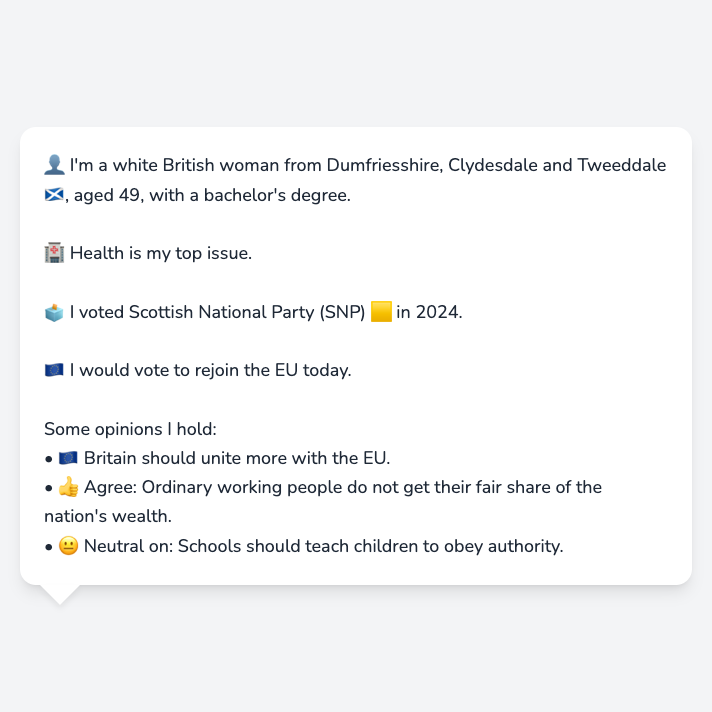 👤 I'm a white British woman from Dumfriesshire, Clydesdale and Tweeddale
🏴󠁧󠁢󠁳󠁣󠁴󠁿, aged 49, with a bachelor's degree.
🏥 Health is my top issue.
🗳️ I voted Scottish National Party (SNP) 🟨 in 2024.
🇪🇺 I would vote to rejoin the EU today.
Some opinions I hold:
• 🇪🇺 Britain should unite more with the EU.
• 👍 Agree: Ordinary working people do not get their fair share of the
nation's wealth.
• 😐 Neutral on: Schools should teach children to obey authority.